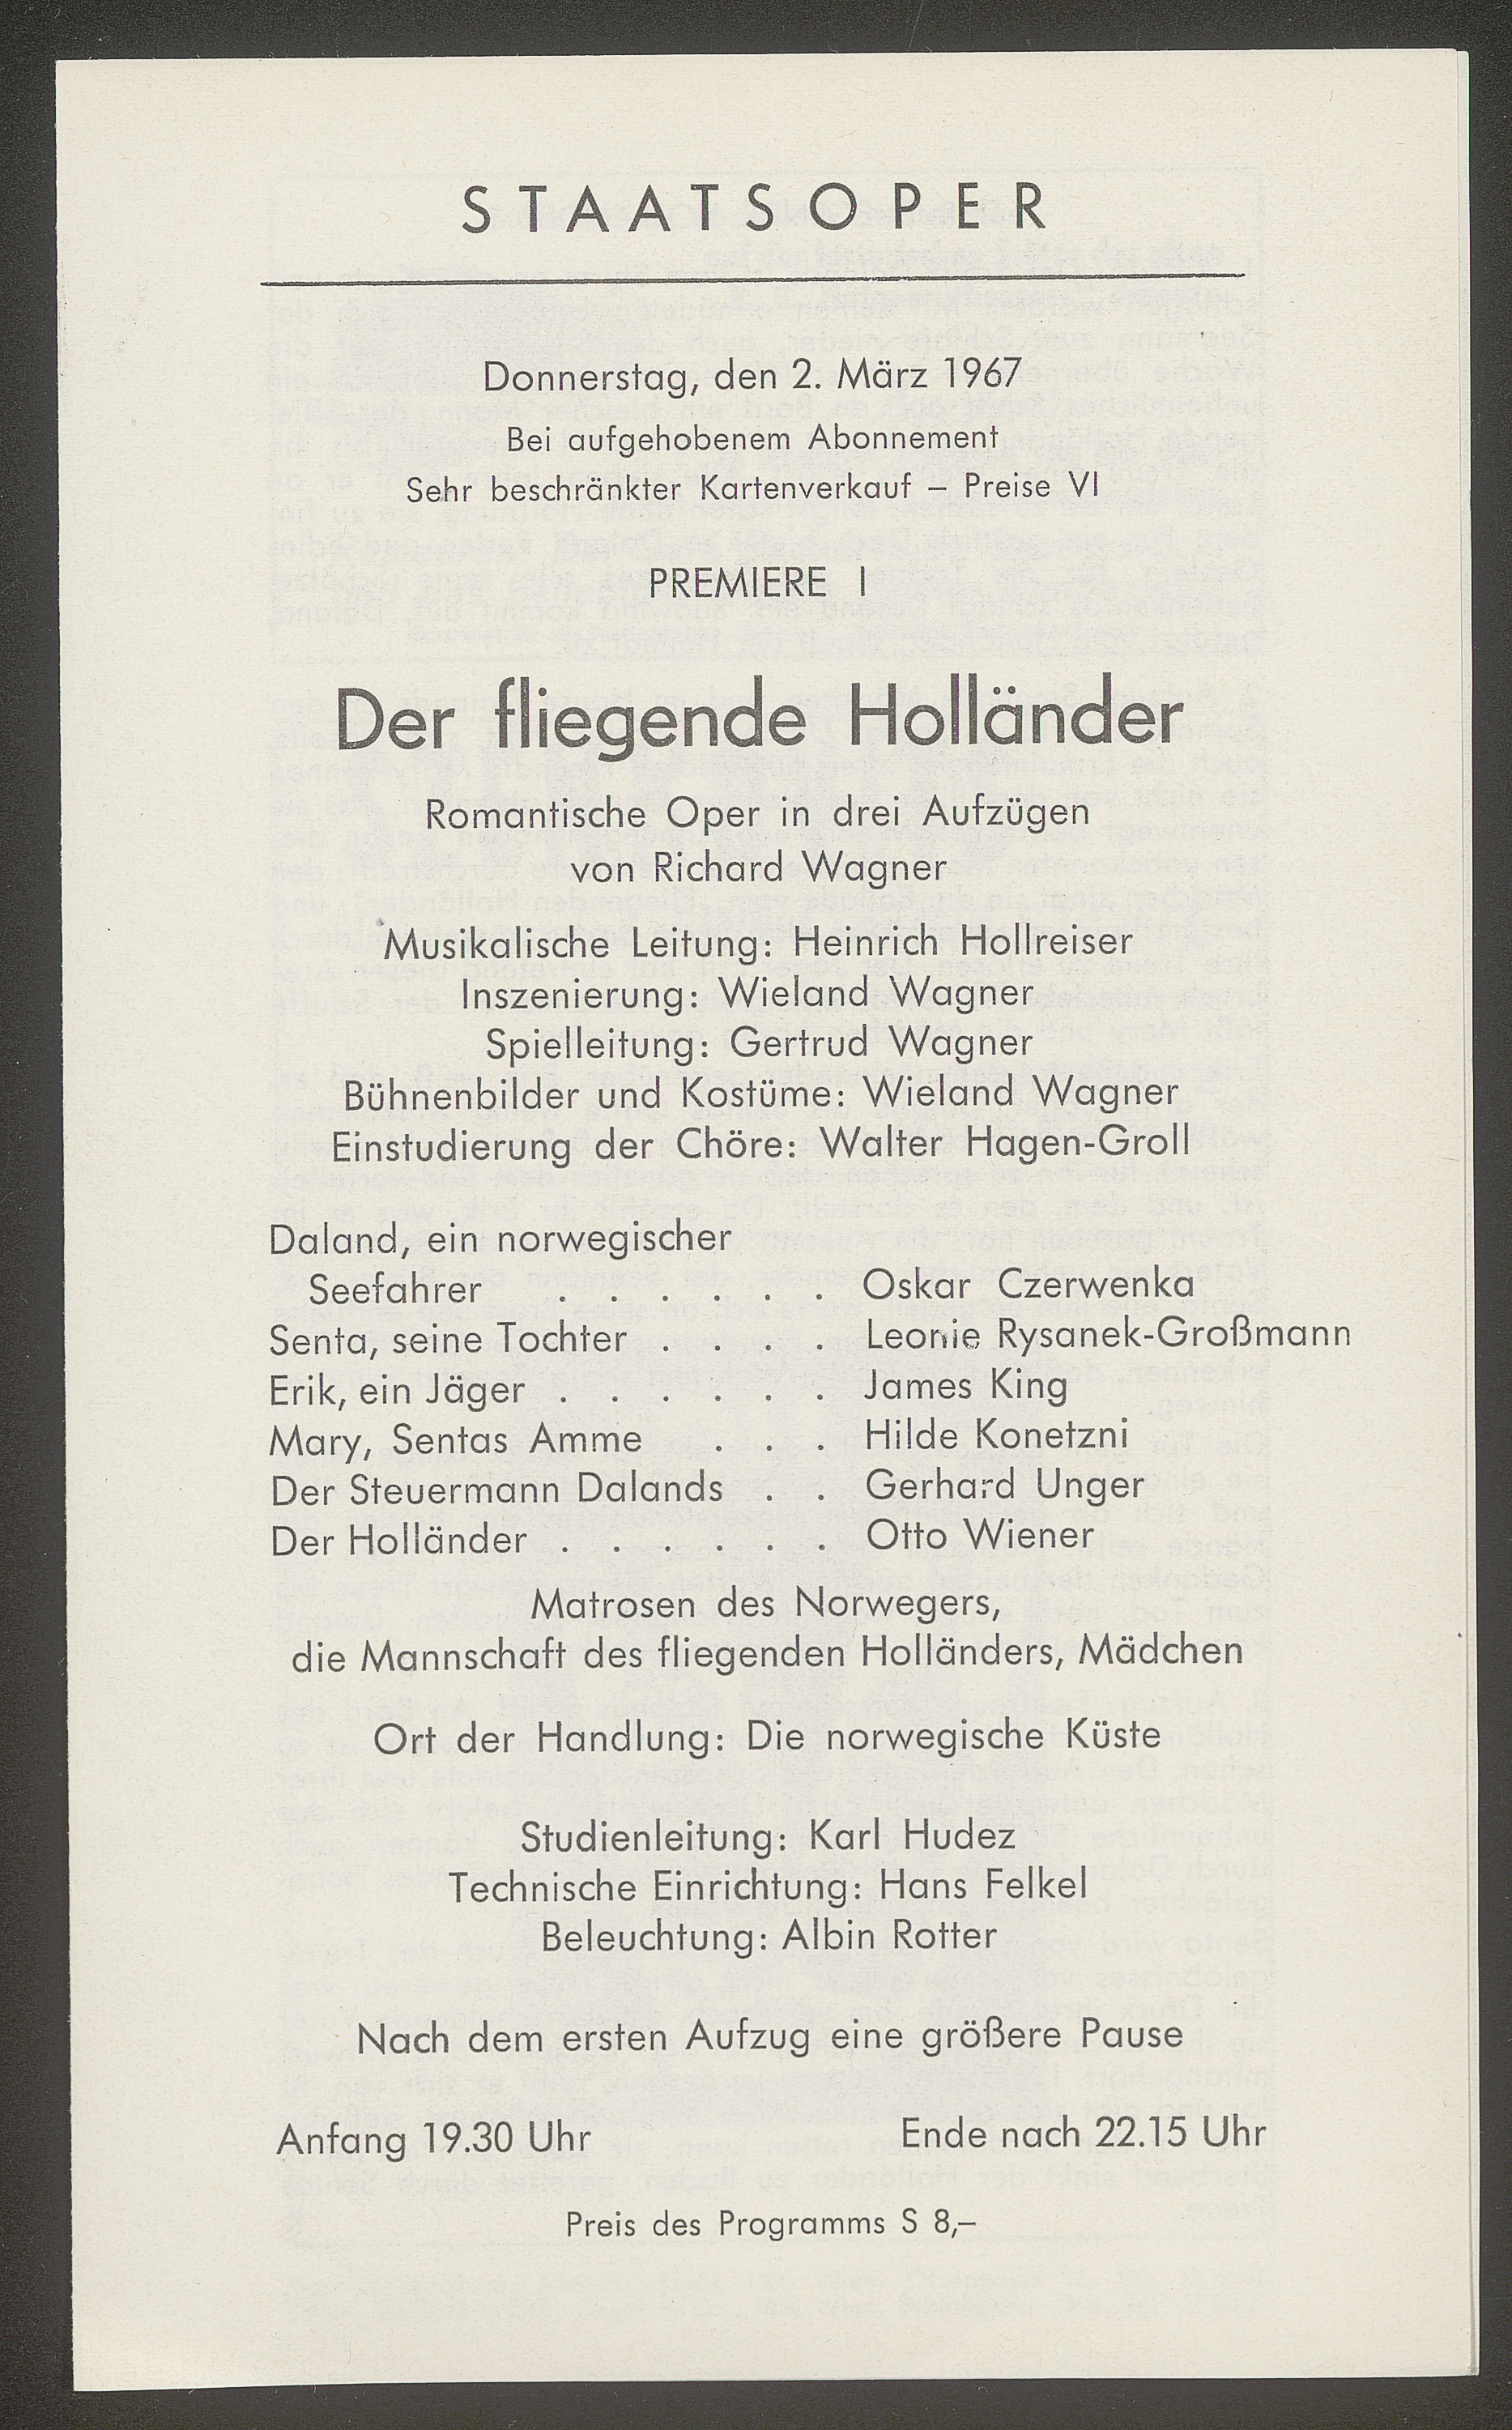 STAATSOPER
Donnerstag, den 2. März 1967
Bei aufgehobenem Abonnement
Sehr beschränkter Kartenverkauf – Preise VI
PREMIERE I
Der fliegende Holländer
Romantische Oper in drei Aufzügen
von Richard Wagner
Musikalische Leitung: Heinrich Hollreiser
Inszenierung: Wieland Wagner
Spielleitung: Gertrud Wagner
Bühnenbilder und Kostüme: Wieland Wagner
Einstudierung der Chöre: Walter Hagen-Groll
Daland, ein norwegischer
Seefahrer . . . . . . Oskar Czerwenka
Senta, seine Tochter . . . . Leonie Rysanek-Großmann
Erik, ein Jäger . . . . . . James King
Mary, Sentas Amme . . . Hilde Konetzni
Der Steuermann Dalands . . Gerhard Unger
Der Holländer . . . . . . Otto Wiener
Matrosen des Norwegers,
die Mannschaft des fliegenden Holländers, Mädchen
Ort der Handlung: Die norwegische Küste
Studienleitung: Karl Hudez
Technische Einrichtung: Hans Felkel
Beleuchtung: Albin Rotter
Nach dem ersten Aufzug eine größere Pause
Anfang 19.30 Uhr Ende nach 22.15 Uhr
Preis des Programms S 8,–